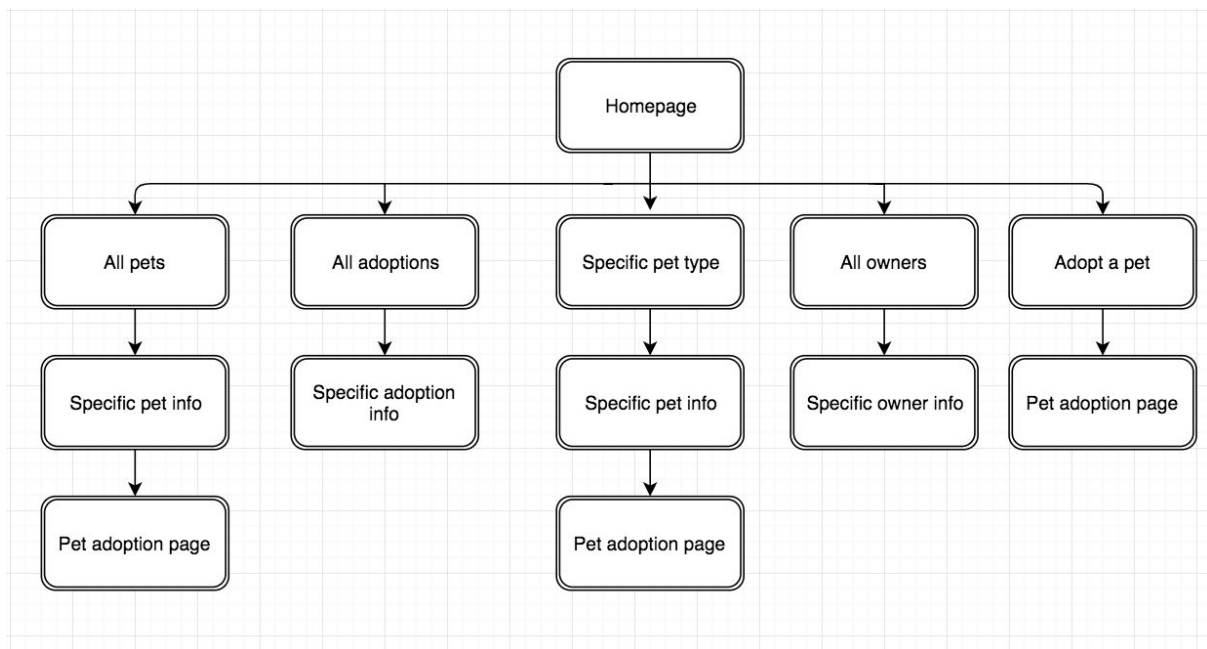 Homepage
All pets
All adoptions
Specific pet type
All owners
Adopt a pet
Specific pet info
Specific adoption
info
Specific pet info
Specific owner info
Pet adoption page
Pet adoption page
Pet adoption page